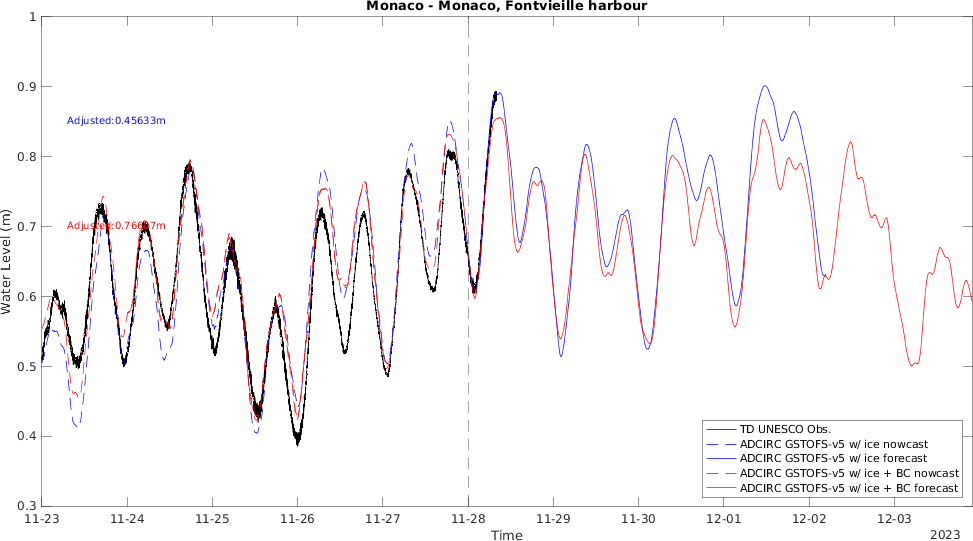 Monaco - Monaco, Fontvieille harbour
1
0.9
0.8
0.7
0.6
0.5
0.4
0.3
Water Level (m)
Adjusted:0.45633m
TD UNESCO Obs.
ADCIRC GSTOFS-v5 w/ ice nowcast
ADCIRC GSTOFS-v5 w/ ice forecast
ADCIRC GSTOFS-v5 w/ ice + BC nowcast
ADCIRC GSTOFS-v5 w/ ice + BC forecast
11-23 11-24 11-25 11-26 11-27 11-28 11-29 11-30 12-01 12-02 12-03
Time
2023